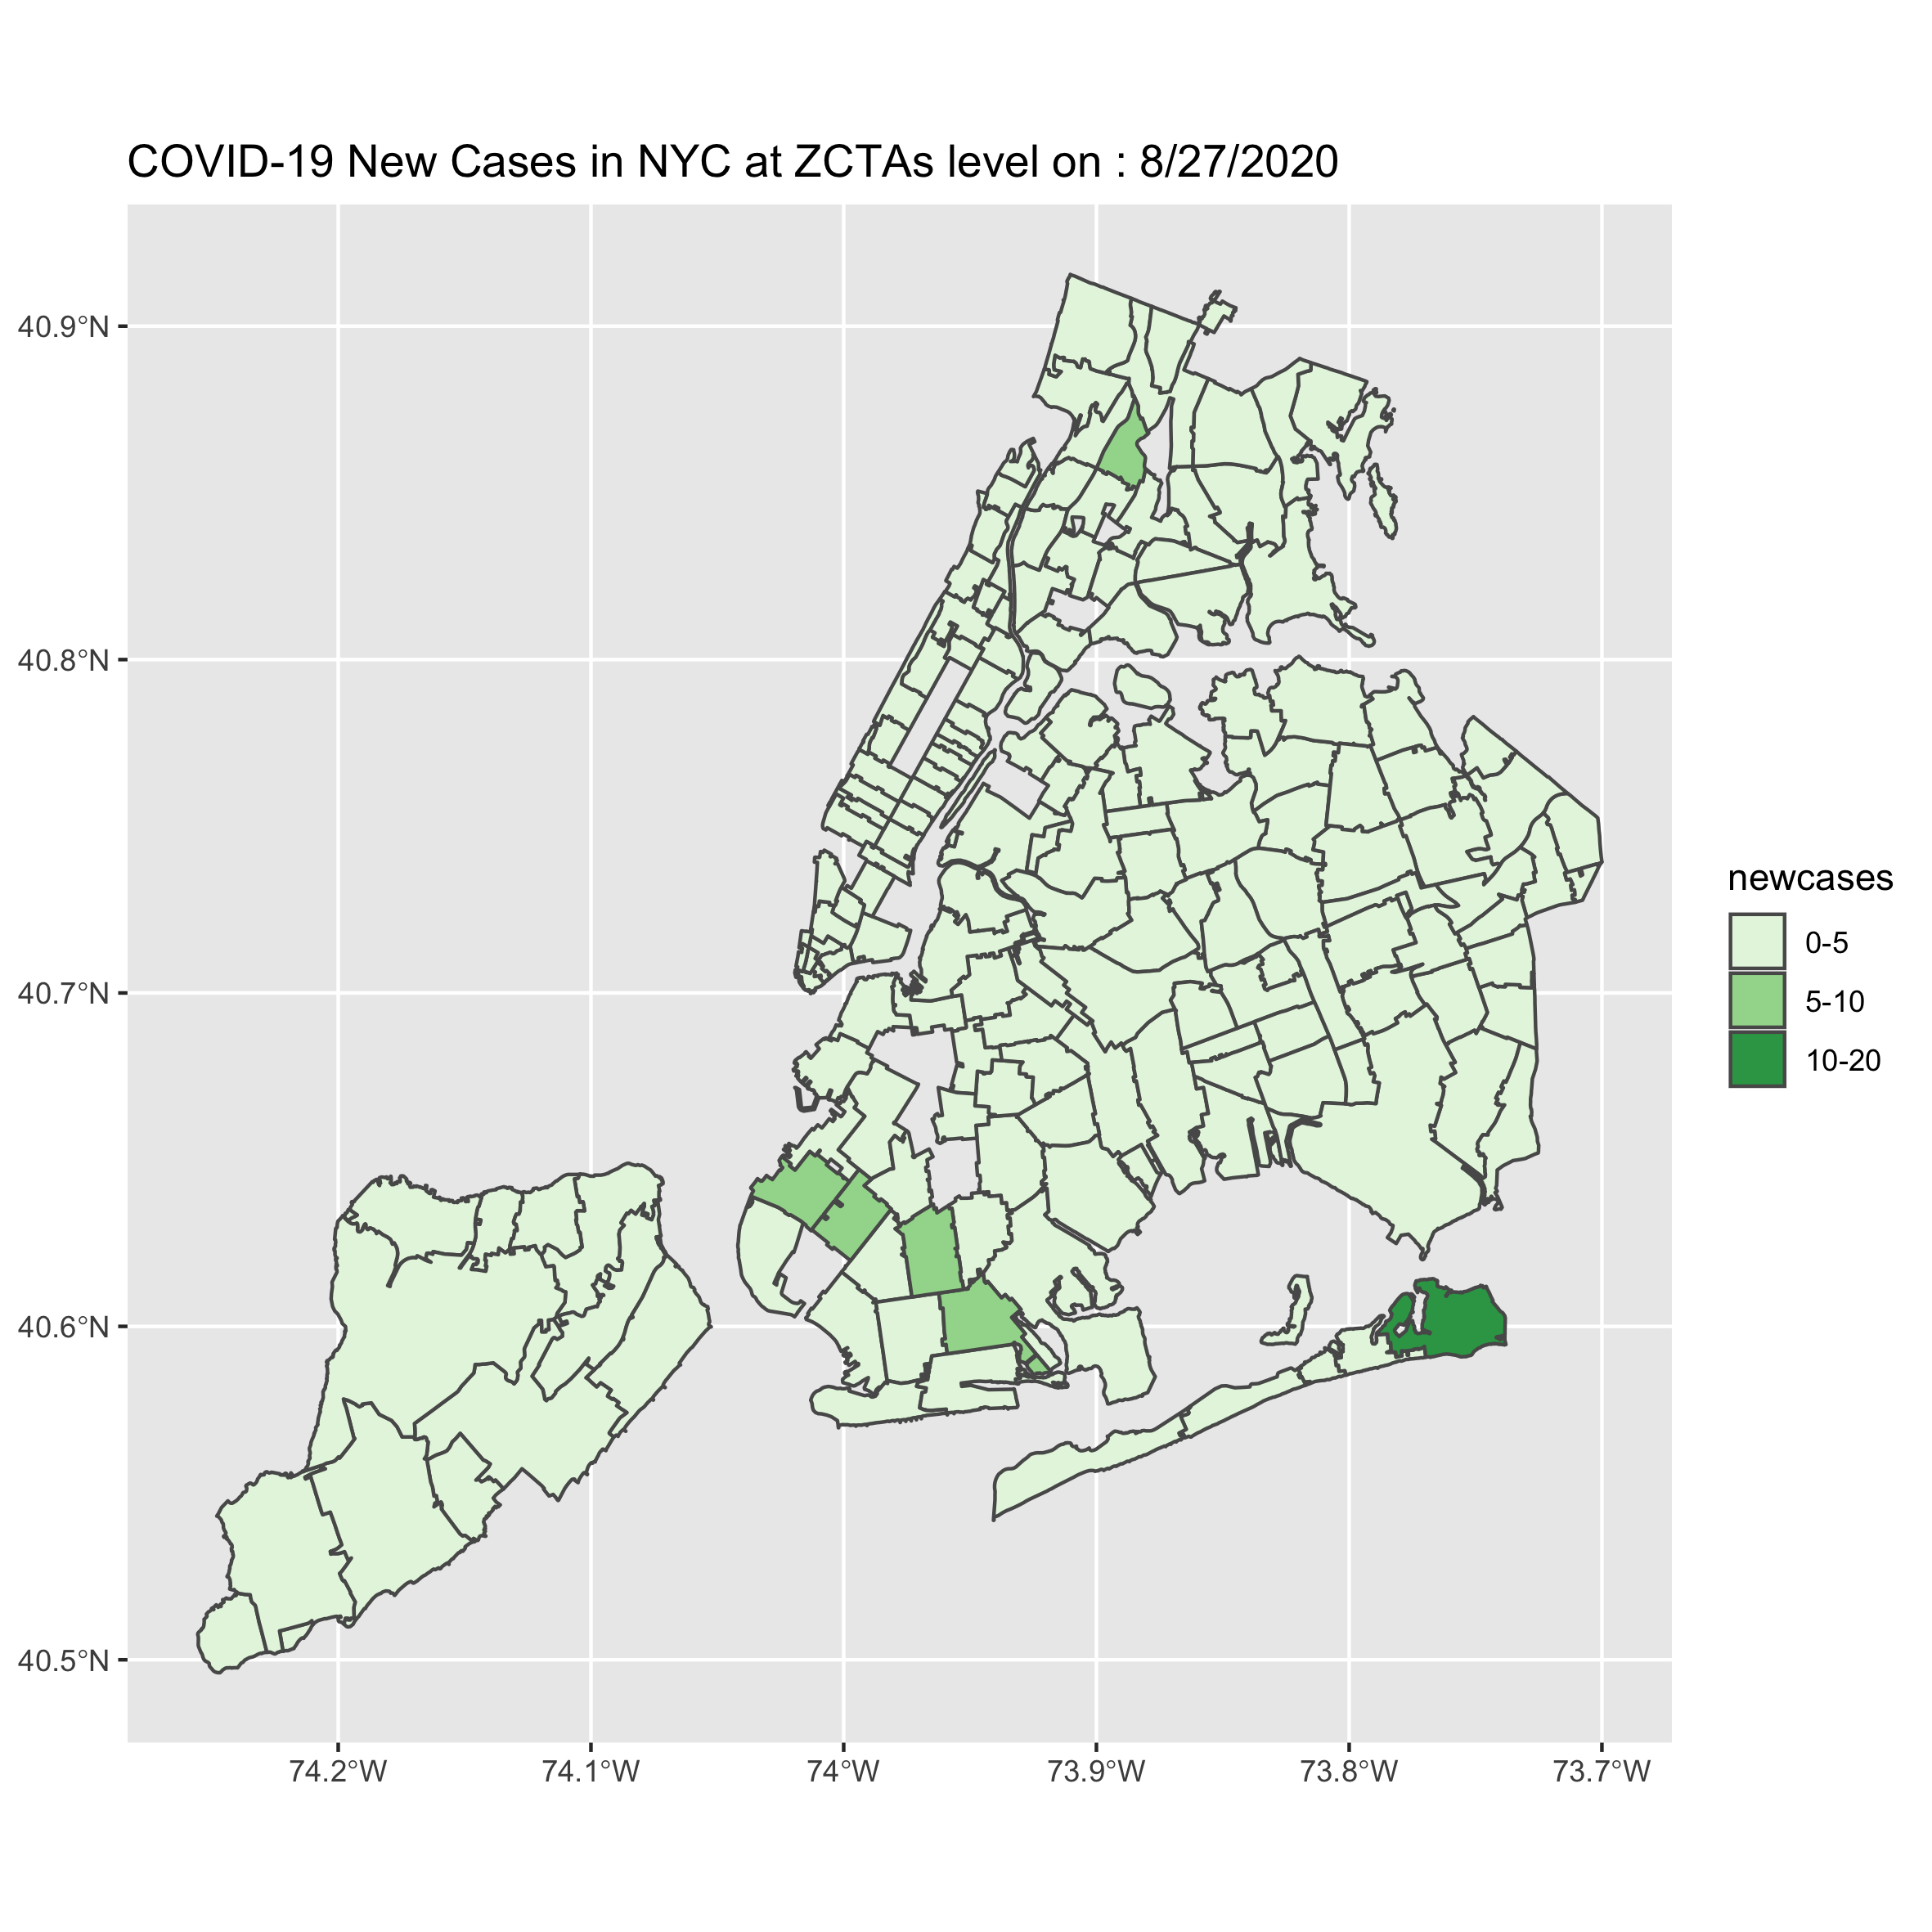 COVID-19 New Cases in NYC at ZCTAs level on : 8/27/2020
40.9°N
40.8°N
40.7°N
40.6°N
40.5°N
74.2°W 74.1°W 74°W 73.9°W 73.8°W 73.7°W
newcases
0-5
5-10
10-20